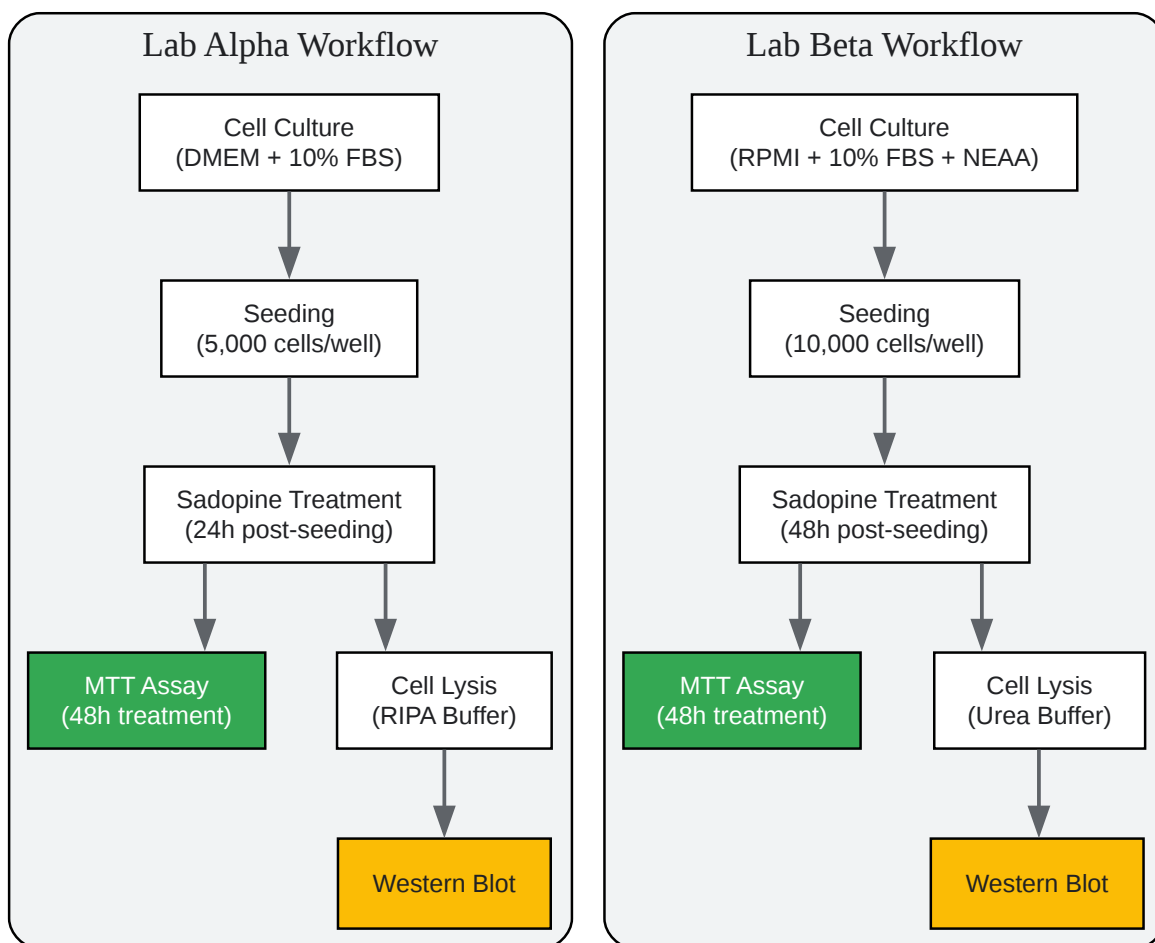 Lab Alpha Workflow
Cell Culture
(DMEM + 10% FBS)
Seeding
(5,000 cells/well)
Sadopine Treatment
(24h post-seeding)
MTT Assay
(48h treatment)
Cell Lysis
(RIPA Buffer)
Western Blot
Lab Beta Workflow
Cell Culture
(RPMI + 10% FBS + NEAA)
Seeding
(10,000 cells/well)
Sadopine Treatment
(48h post-seeding)
MTT Assay
(48h treatment)
Cell Lysis
(Urea Buffer)
Western Blot